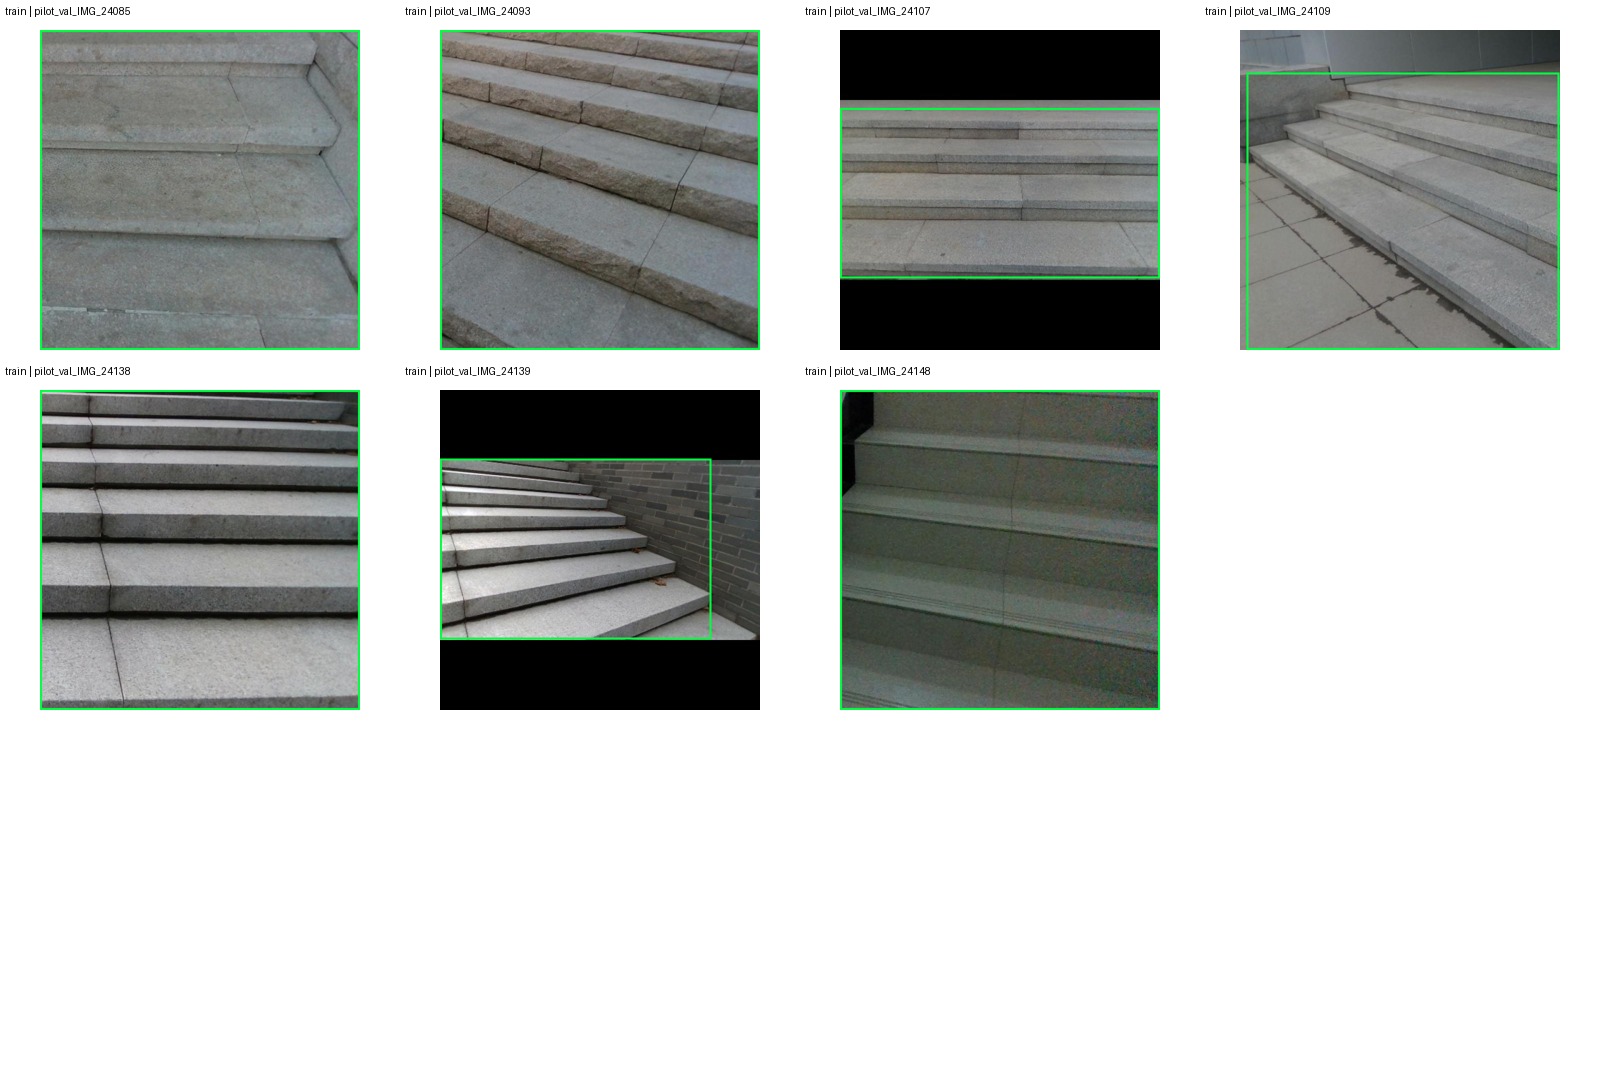 train | pilot_val_IMG_24085
train | pilot_val_IMG_24093
train | pilot_val_IMG_24107
train | pilot_val_IMG_24109
train | pilot_val_IMG_24138
train | pilot_val_IMG_24139
train | pilot_val_IMG_24148